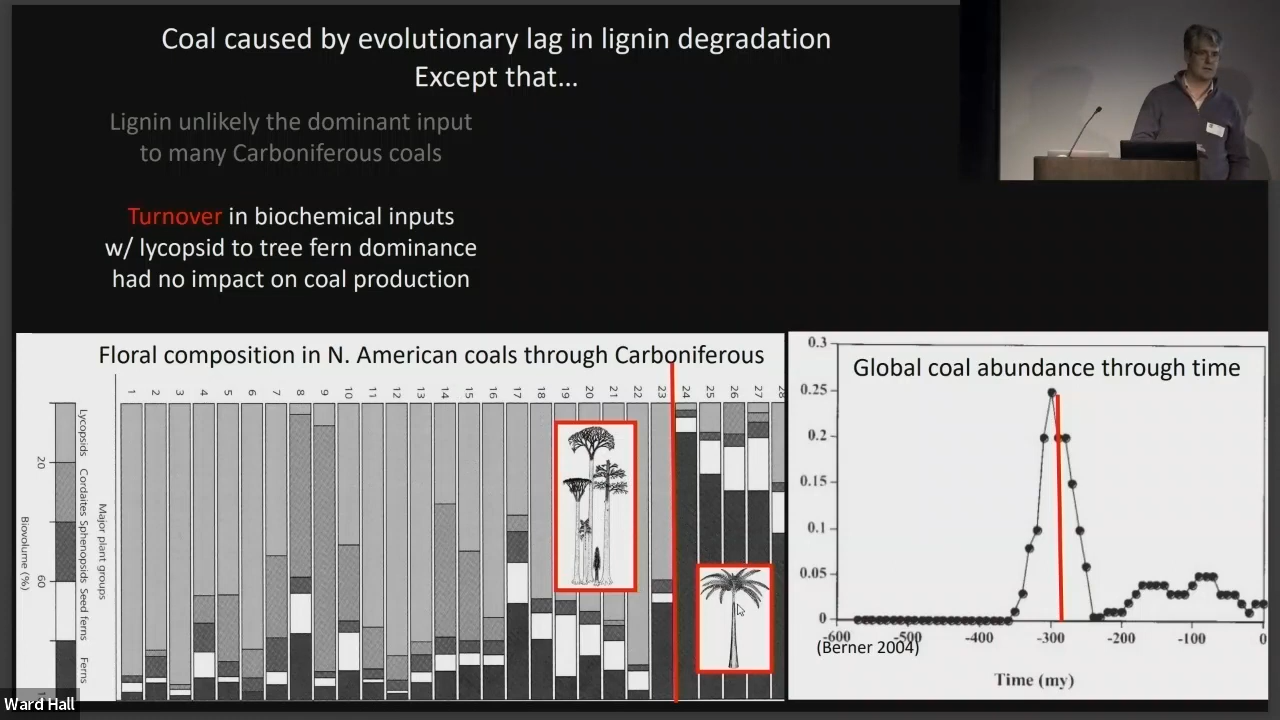 Coal caused by evolutionary lag in lignin degradation
Except that...
Lignin unlikely the dominant input
to many Carboniferous coals
Turnover in biochemical inputs
w/ lycopsid to tree fern dominance
had no impact on coal production
Floral composition in N. American coals through Carboniferous
1 2 3 4 5 6 7 8 9 10 11 12 13 14 15 16 17 18 19 20 21 22 23 24 25 26 27 28
Lycopsids Cordaites Sphenopsids Seed ferns Ferns
Major plant groups
20
60
Biovolume (%)
Global coal abundance through time
0.3
0.25
0.2
0.15
0.1
0.05
0
-600 -500 -400 -300 -200 -100 0
(Berner 2004)
Time (my)
Ward Hall